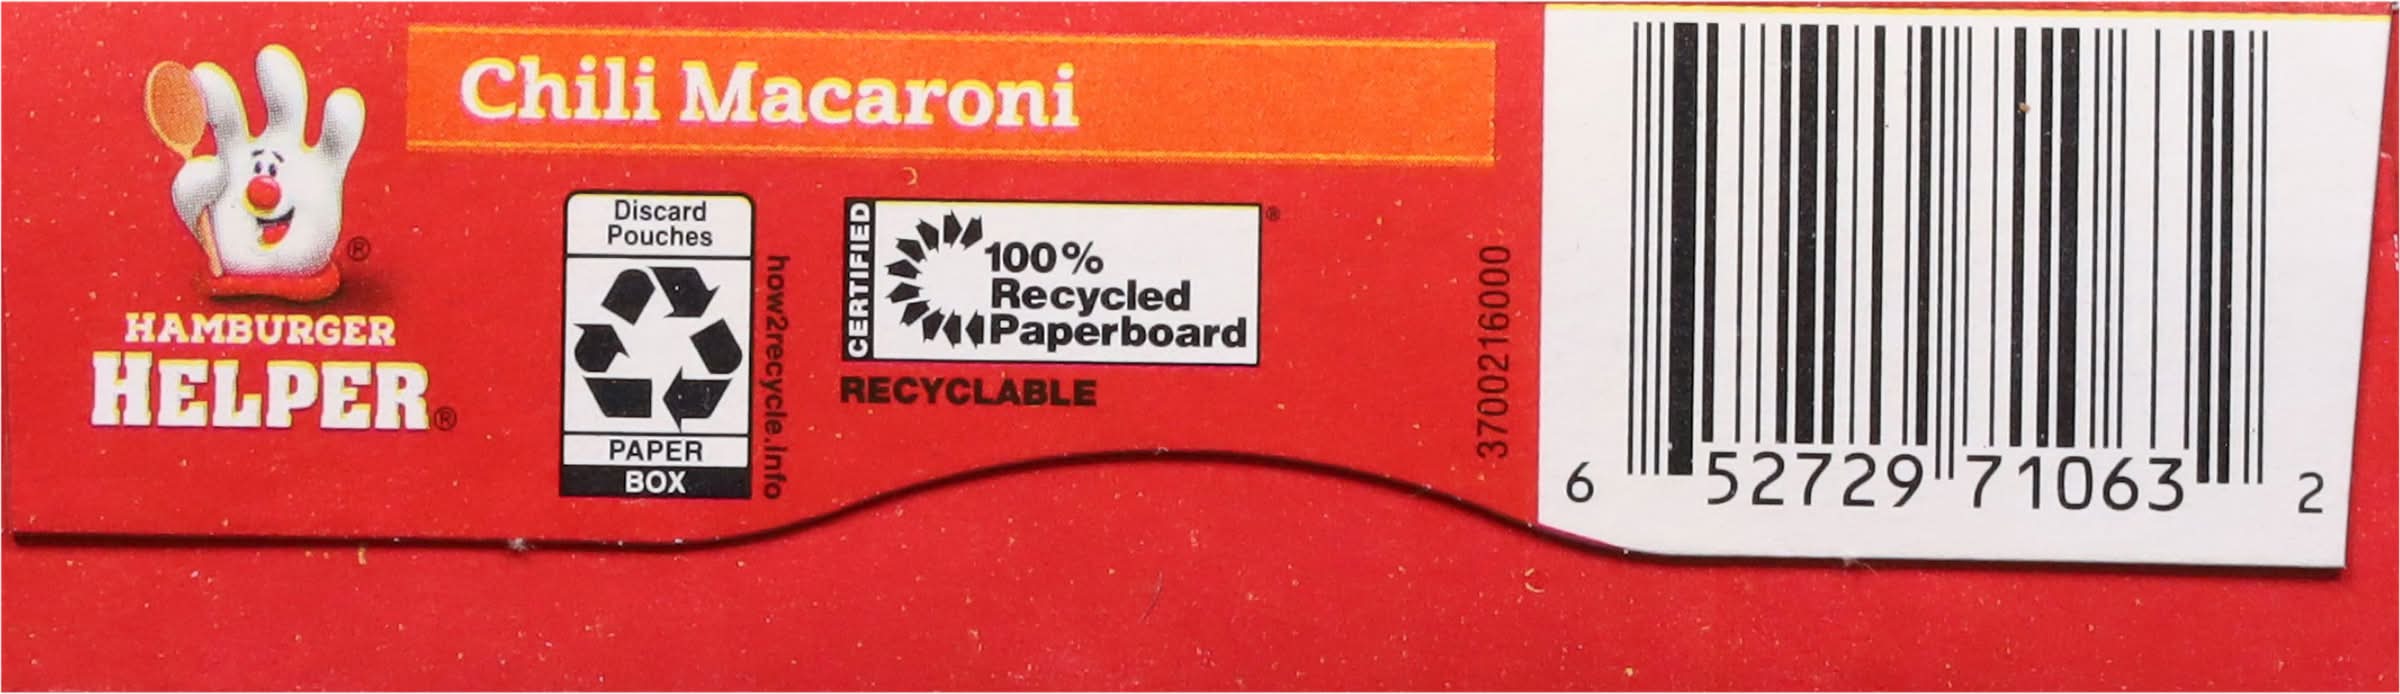 Chili Macaroni
HAMBURGER
HELPER®
Discard
Pouches
PAPER
BOX
how2recycle.info
CERTIFIED
100%
Recycled
Paperboard
RECYCLABLE
3700216000
6 52729 71063 2